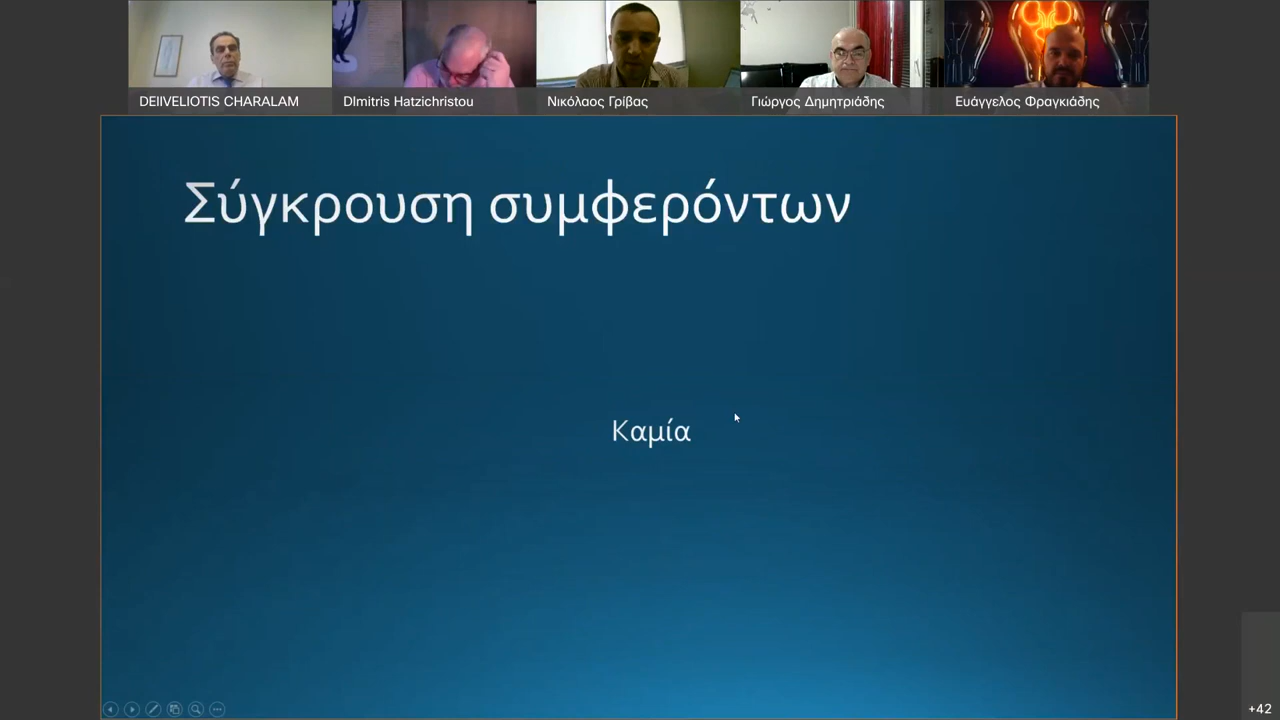 DEIIVELIOTIS CHARALAM
DImitris Hatzichristou
Νικόλαος Γρίβας
Γιώργος Δημητριάδης
Ευάγγελος Φραγκιάδης
Σύγκρουση συμφερόντων
Καμία
+42